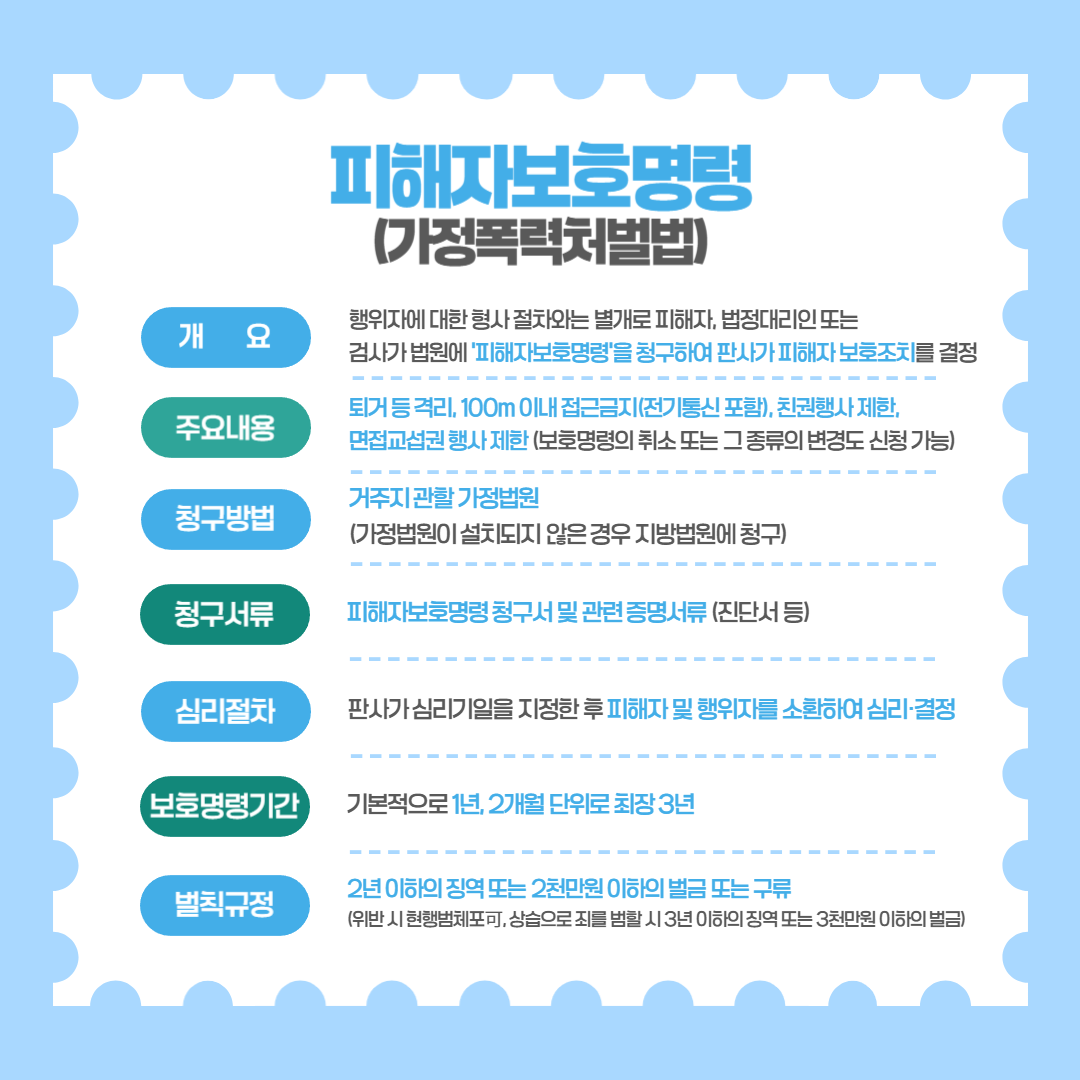 피해자보호명령
(가정폭력처벌법)
개 요
행위자에 대한 형사 절차와는 별개로 피해자, 법정대리인 또는
검사가 법원에 '피해자보호명령'을 청구하여 판사가 피해자 보호조치를 결정
주요내용
퇴거 등 격리, 100m 이내 접근금지(전기통신 포함), 친권행사 제한,
면접교섭권 행사 제한 (보호명령의 취소 또는 그 종류의 변경도 신청 가능)
청구방법
거주지 관할 가정법원
(가정법원이 설치되지 않은 경우 지방법원에 청구)
청구서류
피해자보호명령 청구서 및 관련 증명서류 (진단서 등)
심리절차
판사가 심리기일을 지정한 후 피해자 및 행위자를 소환하여 심리·결정
보호명령기간
기본적으로 1년, 2개월 단위로 최장 3년
벌칙규정
2년 이하의 징역 또는 2천만원 이하의 벌금 또는 구류
(위반 시 현행범체포可, 상습으로 죄를 범할 시 3년 이하의 징역 또는 3천만원 이하의 벌금)